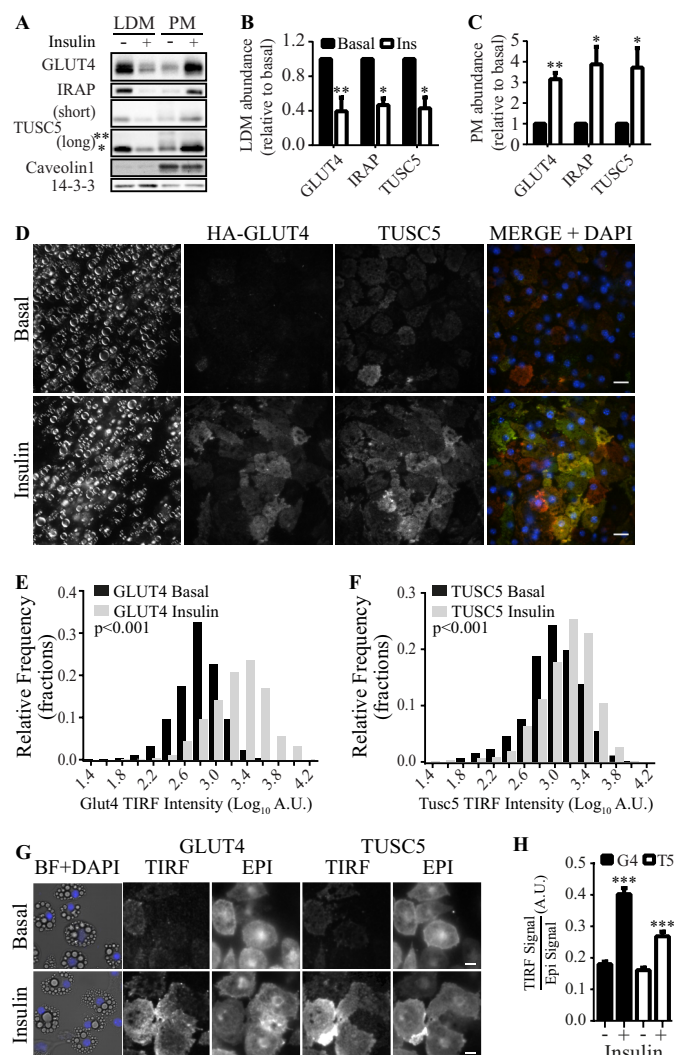 A
LDM PM
Insulin - + - +
GLUT4
IRAP
(short)
TUSC5
(long)
**
*
Caveolin1
14-3-3
B
Basal Ins
LDM abundance
(relative to basal)
1.2
0.8
0.4
0.0
** * *
GLUT4 IRAP TUSC5
C
PM abundance
(relative to basal)
5
4
3
2
1
0
** * *
GLUT4 IRAP TUSC5
D
HA-GLUT4 TUSC5 MERGE + DAPI
Basal
Insulin
E
GLUT4 Basal
GLUT4 Insulin
p<0.001
Relative Frequency
(fractions)
0.4
0.3
0.2
0.1
0.0
1.4 1.8 2.2 2.6 3.0 3.4 3.8 4.2
Glut4 TIRF Intensity (Log10 A.U.)
F
TUSC5 Basal
TUSC5 Insulin
p<0.001
Relative Frequency
(fractions)
0.3
0.2
0.1
0.0
1.4 1.8 2.2 2.6 3.0 3.4 3.8 4.2
Tusc5 TIRF Intensity (Log10 A.U.)
G
GLUT4 TUSC5
BF+DAPI TIRF EPI TIRF EPI
Basal
Insulin
H
G4 T5
TIRF Signal
Epi Signal
(A.U.)
0.5
0.4
0.3
0.2
0.1
0.0
*** ***
- + - +
Insulin